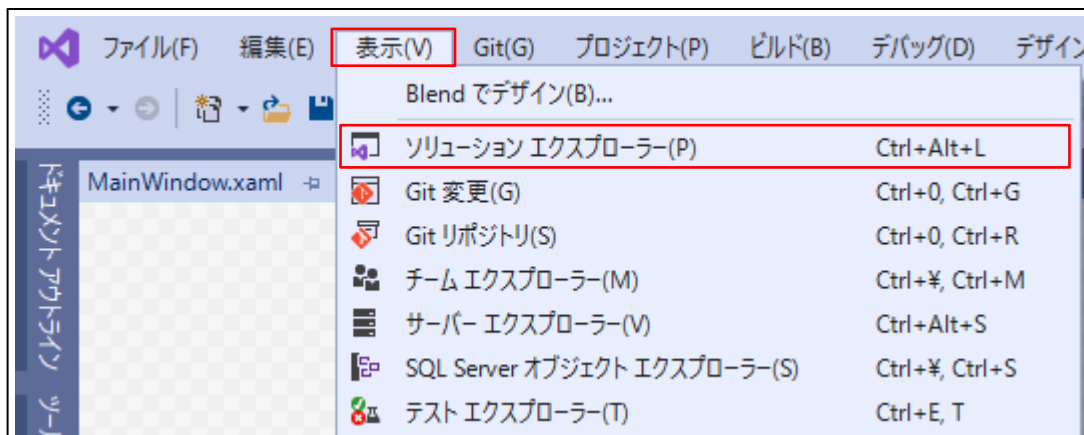 ファイル(F) 編集(E) 表示(V) Git(G) プロジェクト(P) ビルド(B) デバッグ(D) デザイン
Blend でデザイン(B)...
ソリューション エクスプローラー(P) Ctrl+Alt+L
MainWindow.xaml
Git 変更(G) Ctrl+0, Ctrl+G
Git リポジトリ(S) Ctrl+0, Ctrl+R
チーム エクスプローラー(M) Ctrl+¥, Ctrl+M
サーバー エクスプローラー(V) Ctrl+Alt+S
SQL Server オブジェクト エクスプローラー(S) Ctrl+¥, Ctrl+S
テスト エクスプローラー(T) Ctrl+E, T
ドキュメント アウトライン
ツール